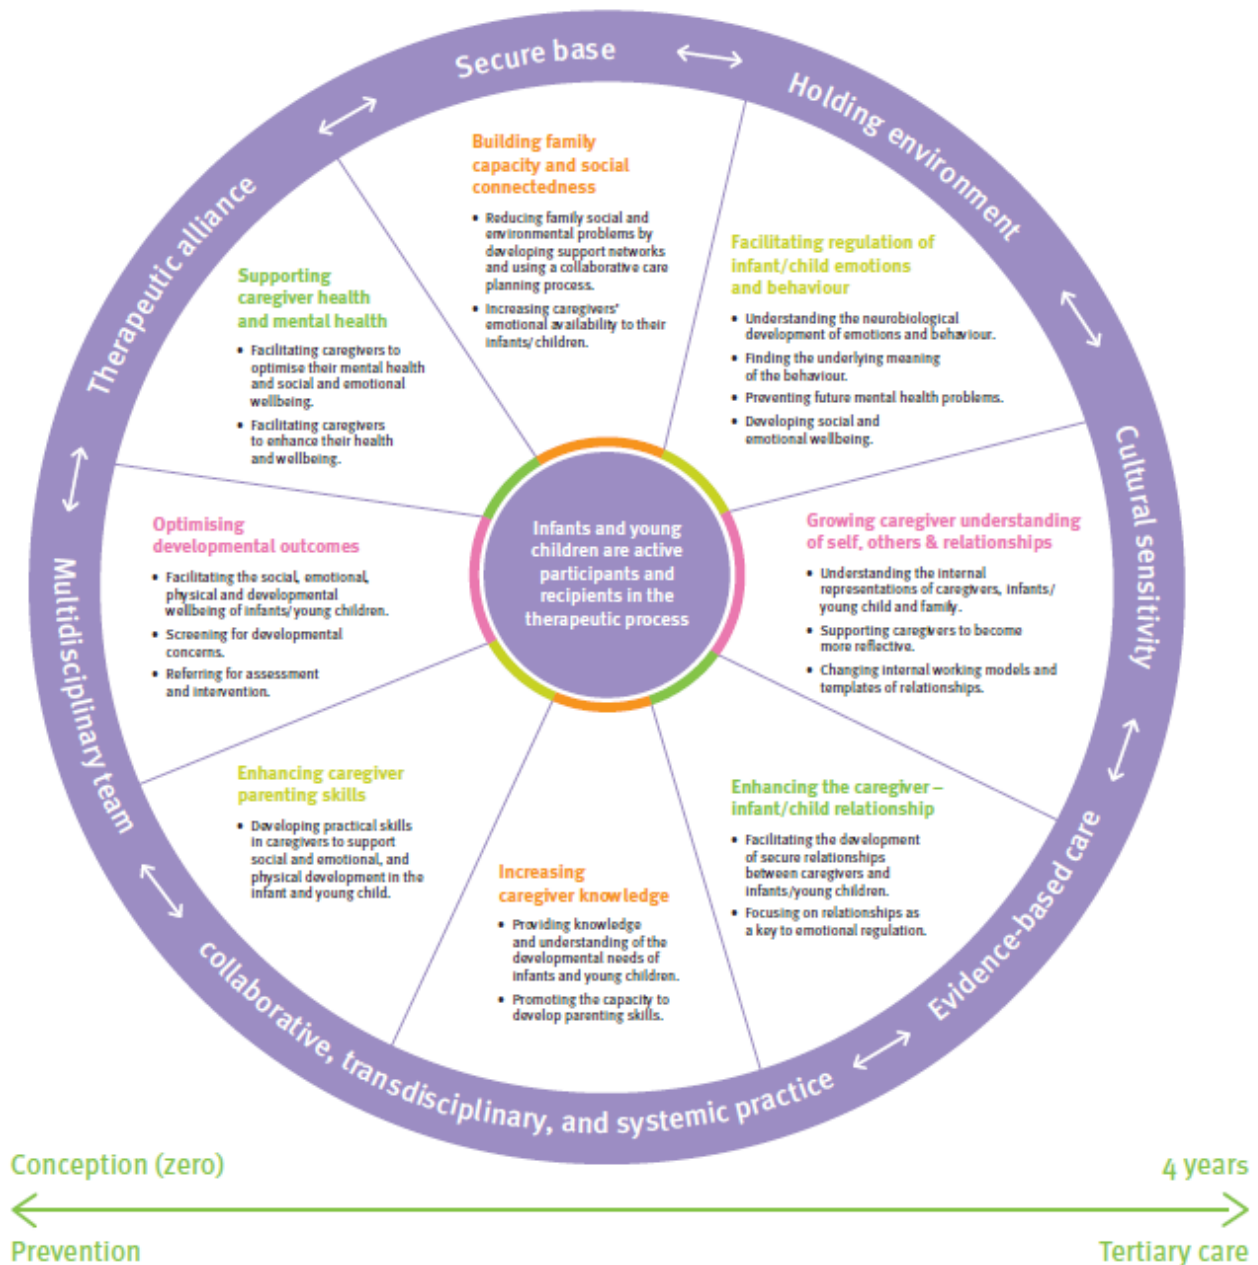 Secure base
Holding environment
Cultural sensitivity
Evidence-based care
collaborative, transdisciplinary, and systemic practice
Multidisciplinary team
Therapeutic alliance
Building family
capacity and social
connectedness
• Reducing family social and
environmental problems by
developing support networks
and using a collaborative care
planning process.
• Increasing caregivers'
emotional availability to their
infants/children.
Facilitating regulation of
infant/child emotions
and behaviour
• Understanding the neurobiological
development of emotions and behaviour.
• Finding the underlying meaning
of the behaviour.
• Preventing future mental health problems.
• Developing social and
emotional wellbeing.
Growing caregiver understanding
of self, others & relationships
• Understanding the internal
representations of caregivers, infants/
young child and family.
• Supporting caregivers to become
more reflective.
• Changing internal working models and
templates of relationships.
Enhancing the caregiver –
infant/child relationship
• Facilitating the development
of secure relationships
between caregivers and
infants/young children.
• Focusing on relationships as
a key to emotional regulation.
Increasing
caregiver knowledge
• Providing knowledge
and understanding of the
developmental needs of
infants and young children.
• Promoting the capacity to
develop parenting skills.
Enhancing caregiver
parenting skills
• Developing practical skills
in caregivers to support
social and emotional, and
physical development in the
infant and young child.
Optimising
developmental outcomes
• Facilitating the social, emotional,
physical and developmental
wellbeing of infants/young children.
• Screening for developmental
concerns.
• Referring for assessment
and intervention.
Supporting
caregiver health
and mental health
• Facilitating caregivers to
optimise their mental health
and social and emotional
wellbeing.
• Facilitating caregivers
to enhance their health
and wellbeing.
Infants and young
children are active
participants and
recipients in the
therapeutic process
Conception (zero)
4 years
Prevention
Tertiary care